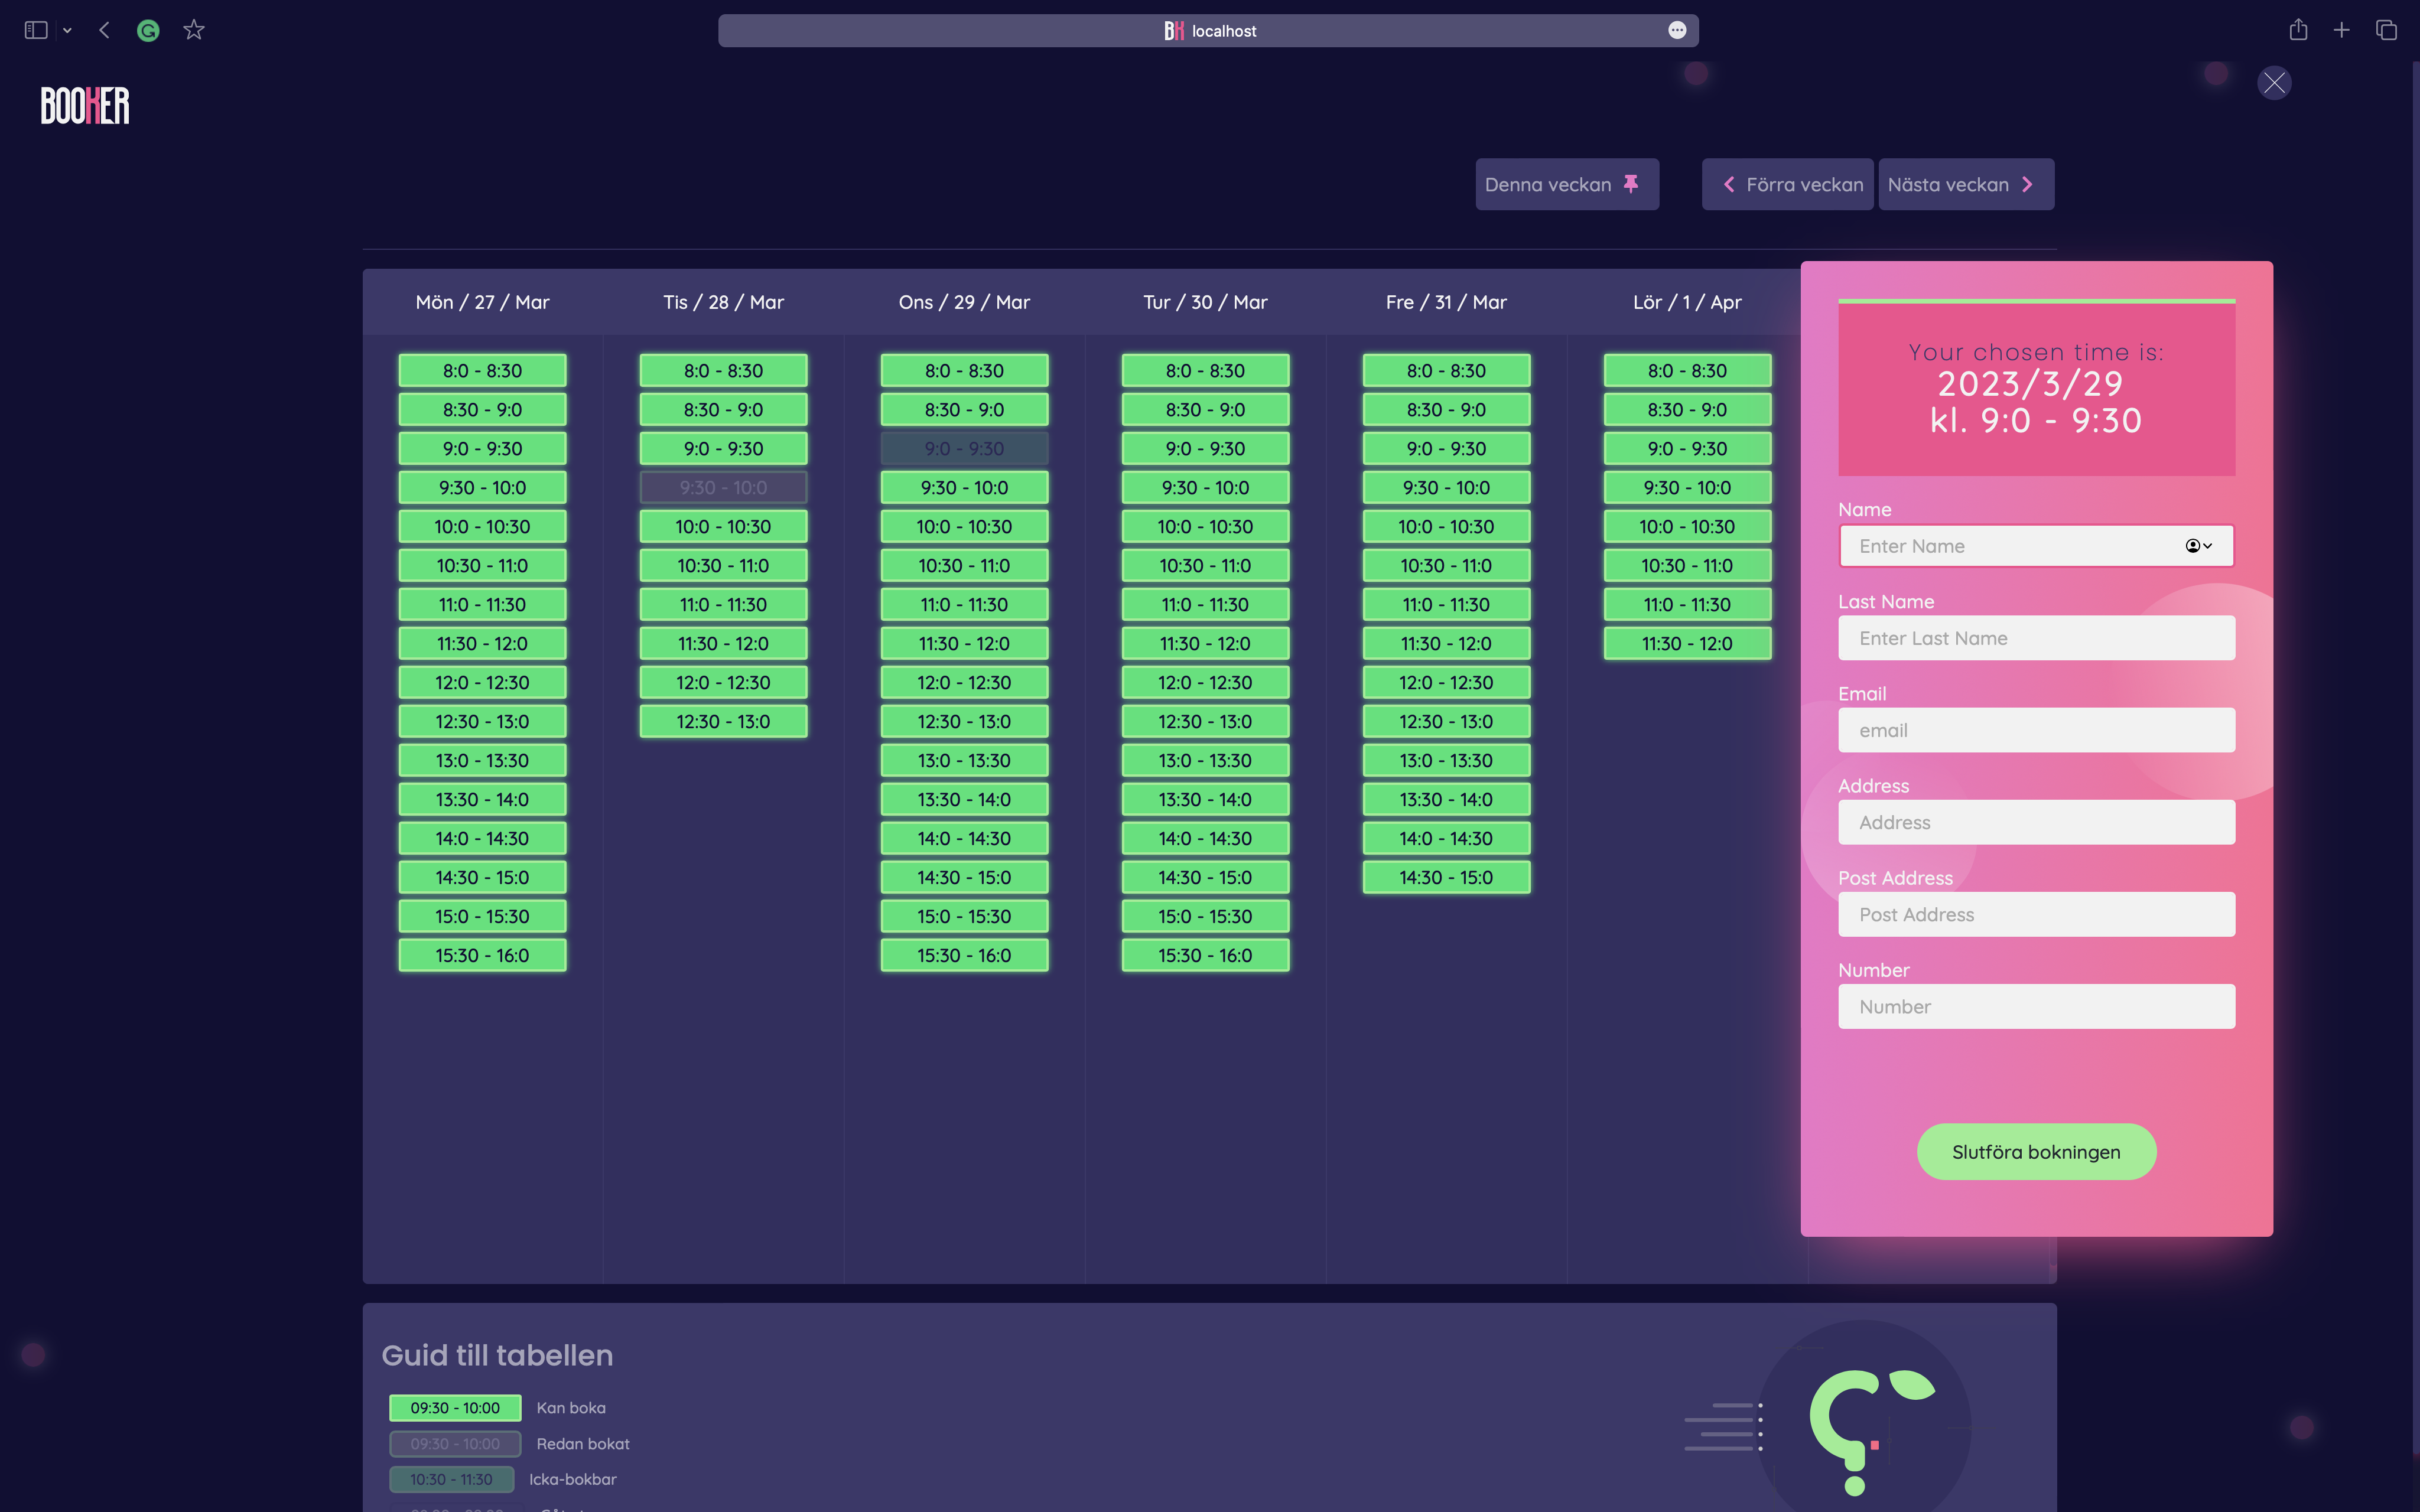 BK localhost
BOOKER
Denna veckan
Förra veckan
Nästa veckan
Mön / 27 / Mar
Tis / 28 / Mar
Ons / 29 / Mar
Tur / 30 / Mar
Fre / 31 / Mar
Lör / 1 / Apr
8:0 - 8:30
8:30 - 9:0
9:0 - 9:30
9:30 - 10:0
10:0 - 10:30
10:30 - 11:0
11:0 - 11:30
11:30 - 12:0
12:0 - 12:30
12:30 - 13:0
13:0 - 13:30
13:30 - 14:0
14:0 - 14:30
14:30 - 15:0
15:0 - 15:30
15:30 - 16:0
8:0 - 8:30
8:30 - 9:0
9:0 - 9:30
9:30 - 10:0
10:0 - 10:30
10:30 - 11:0
11:0 - 11:30
11:30 - 12:0
12:0 - 12:30
12:30 - 13:0
8:0 - 8:30
8:30 - 9:0
9:0 - 9:30
9:30 - 10:0
10:0 - 10:30
10:30 - 11:0
11:0 - 11:30
11:30 - 12:0
12:0 - 12:30
12:30 - 13:0
13:0 - 13:30
13:30 - 14:0
14:0 - 14:30
14:30 - 15:0
15:0 - 15:30
15:30 - 16:0
8:0 - 8:30
8:30 - 9:0
9:0 - 9:30
9:30 - 10:0
10:0 - 10:30
10:30 - 11:0
11:0 - 11:30
11:30 - 12:0
12:0 - 12:30
12:30 - 13:0
13:0 - 13:30
13:30 - 14:0
14:0 - 14:30
14:30 - 15:0
15:0 - 15:30
15:30 - 16:0
8:0 - 8:30
8:30 - 9:0
9:0 - 9:30
9:30 - 10:0
10:0 - 10:30
10:30 - 11:0
11:0 - 11:30
11:30 - 12:0
12:0 - 12:30
12:30 - 13:0
13:0 - 13:30
13:30 - 14:0
14:0 - 14:30
14:30 - 15:0
8:0 - 8:30
8:30 - 9:0
9:0 - 9:30
9:30 - 10:0
10:0 - 10:30
10:30 - 11:0
11:0 - 11:30
11:30 - 12:0
Your chosen time is:
2023/3/29
kl. 9:0 - 9:30
Name
Enter Name
Last Name
Enter Last Name
Email
email
Address
Address
Post Address
Post Address
Number
Number
Slutföra bokningen
Guid till tabellen
09:30 - 10:00 Kan boka
09:30 - 10:00 Redan bokat
10:30 - 11:30 Icka-bokbar